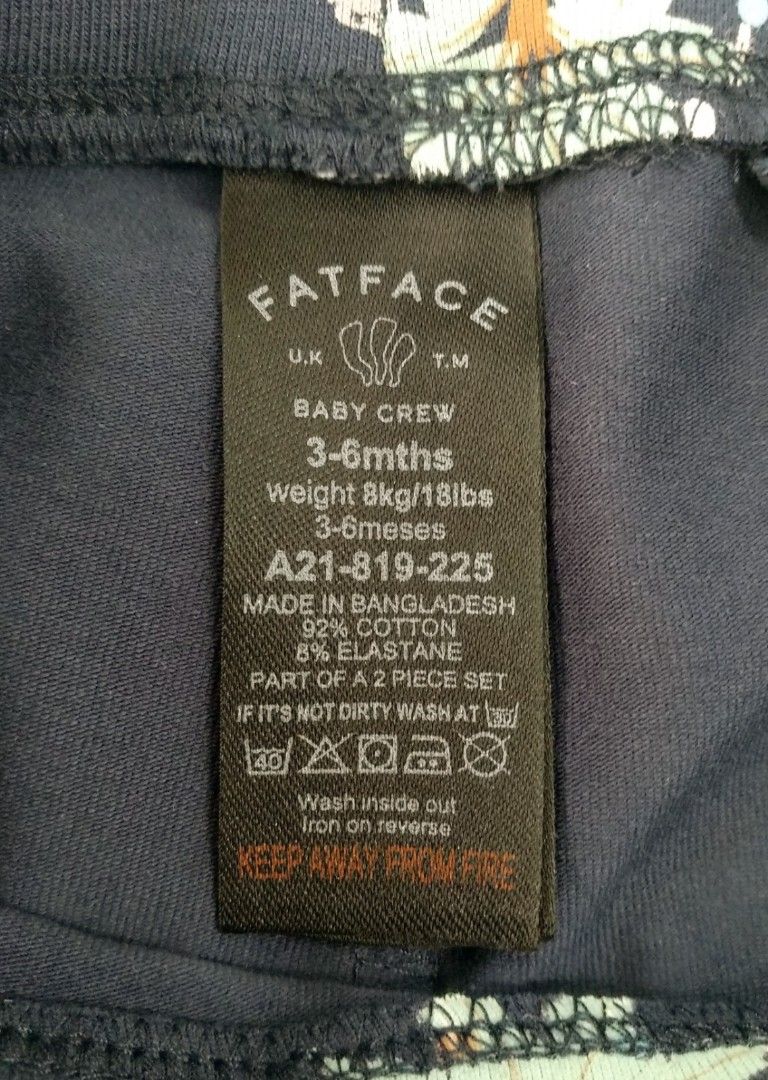 FATFACE
U.K T.M
BABY CREW
3-6mths
weight 8kg/18lbs
3-6meses
A21-819-225
MADE IN BANGLADESH
92% COTTON
8% ELASTANE
PART OF A 2 PIECE SET
IF IT'S NOT DIRTY WASH AT 30
40
Wash inside out
Iron on reverse
KEEP AWAY FROM FIRE